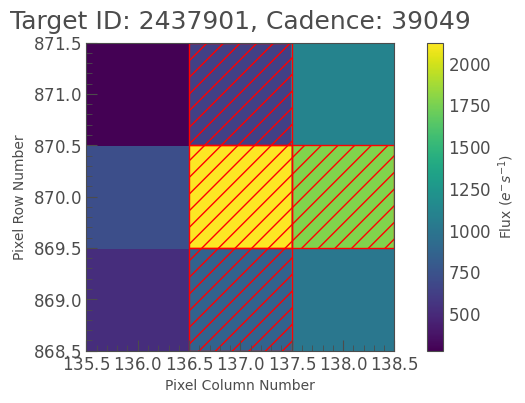 Target ID: 2437901, Cadence: 39049
871.5
871.0
870.5
870.0
869.5
869.0
868.5
Pixel Row Number
135.5 136.0 136.5 137.0 137.5 138.0 138.5
Pixel Column Number
2000
1750
1500
1250
1000
750
500
Flux (e⁻s⁻¹)